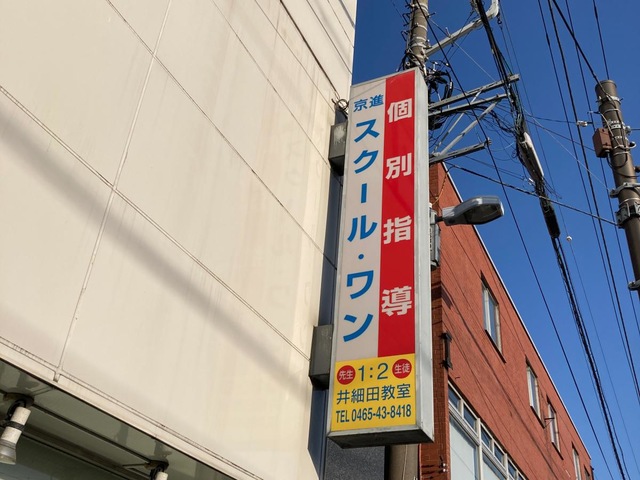 個別指導
京進
スクール・ワン
先生 1:2 生徒
井細田教室
TEL 0465-43-8418